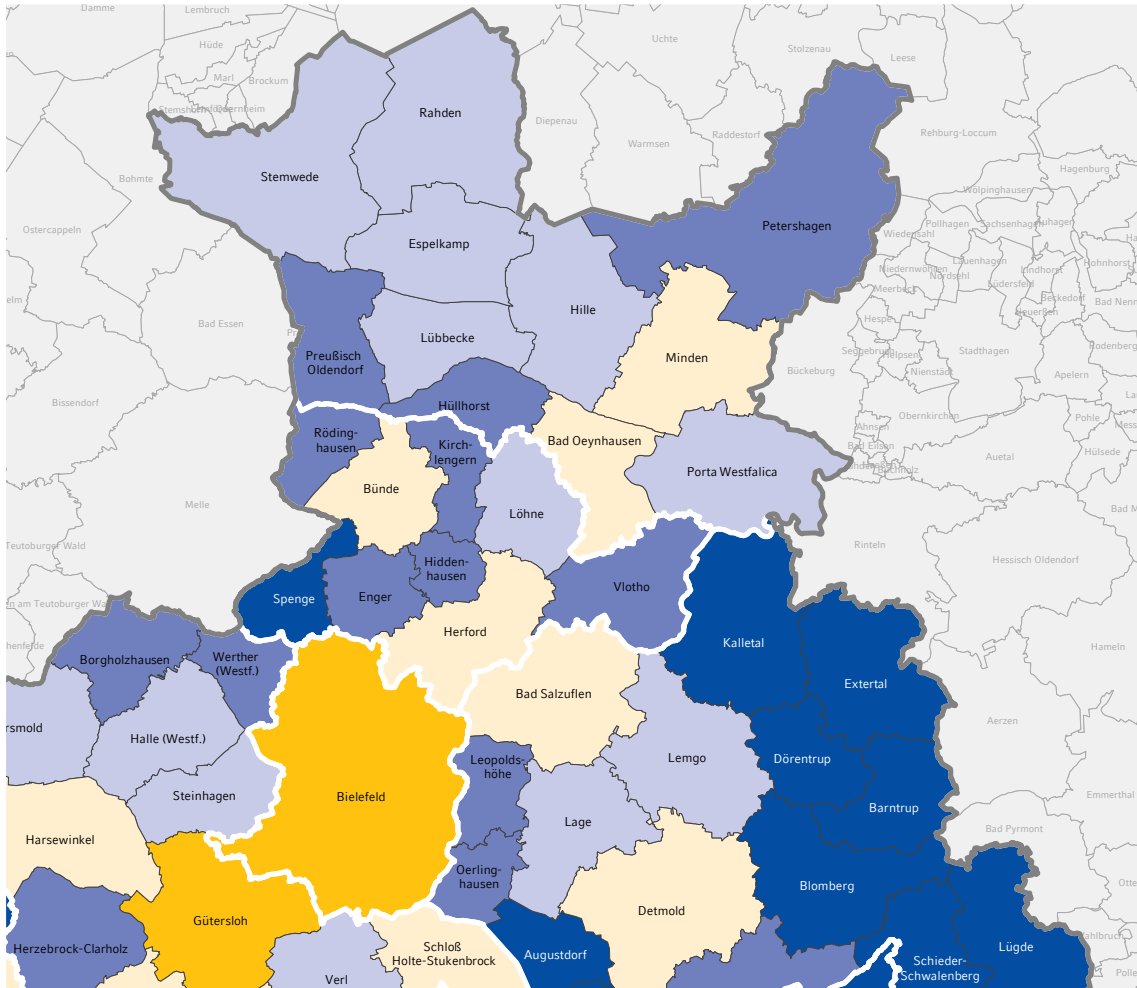 Damme
Lembruch
Uchte
Stolzenau
Leese
Hüde
Marl
Brockum
Rahden
Diepenau
Warmsen
Raddestorf
Rehburg-Loccum
Bohmte
Stemwede
Hagenburg
Wölpinghausen
Ostercappeln
Espelkamp
Petershagen
Pollhagen
Sachsenhagen
Wiedensahl
Lauenhagen
Niedernwöhren
Nordsehl
Lindhorst
Hohnhorst
Lüdersfeld
Meerbeck
Beckedorf
Bad Nenn
Hille
Heuerßen
Hespe
Bad Essen
Lübbecke
Rodenberg
Seggebruch
Helpsen
Stadthagen
Minden
Preußisch
Oldendorf
Bückeburg
Nienstädt
Apelern
Bissendorf
Hüllhorst
Obernkirchen
Pohle
Ahnsen
Röding-
hausen
Kirch-
lengern
Bad Oeynhausen
Bad Eilsen
Hülsede
Auetal
Buchholz
Porta Westfalica
Bünde
Melle
Löhne
Teutoburger Wald
Rinteln
Hessisch Oldendorf
Hidden-
hausen
Vlotho
Spenge
Enger
en am Teutoburger Wa
Herford
Kalletal
Hameln
Borgholzhausen
Werther
(Westf.)
Extertal
Bad Salzuflen
Aerzen
rsmold
Halle (Westf.)
Lemgo
Dörentrup
Leopolds-
höhe
Steinhagen
Bielefeld
Emmerthal
Barntrup
Lage
Bad Pyrmont
Harsewinkel
Oerling-
hausen
Blomberg
Detmold
Gütersloh
Herzebrock-Clarholz
Schloß
Holte-Stukenbrock
Augustdorf
Lügde
Schieder-
Schwalenberg
Verl